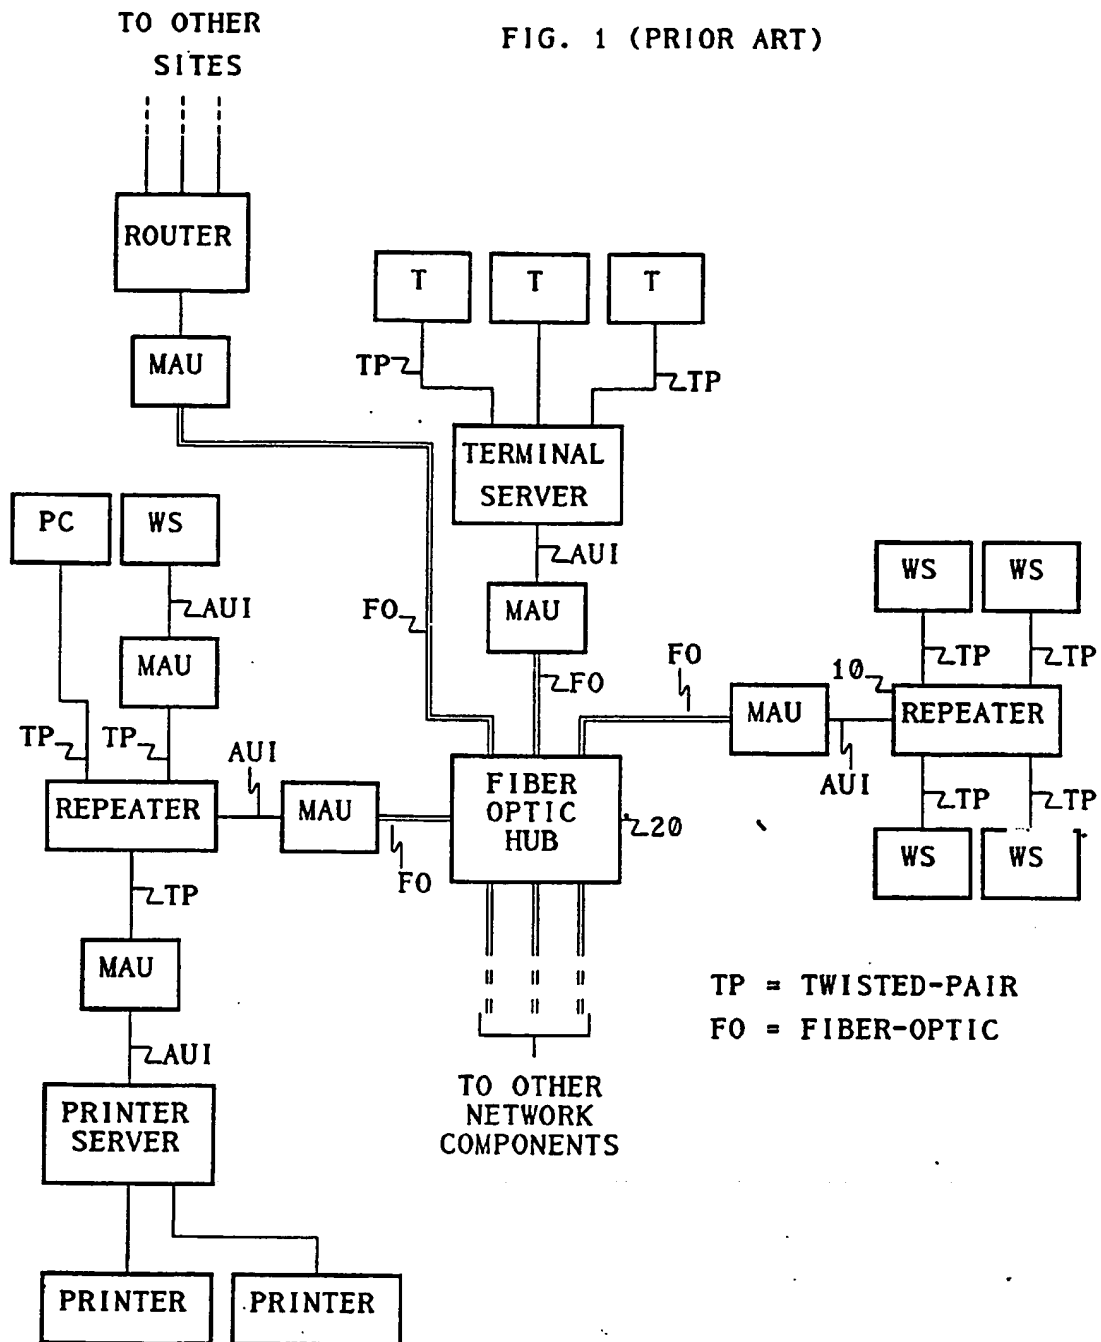 TO OTHER
SITES
FIG. 1 (PRIOR ART)
ROUTER
T
T
T
MAU
TP
TP
TERMINAL
SERVER
PC
WS
AUI
WS
WS
AUI
FO
MAU
MAU
FO
FO
TP
TP
10
MAU
REPEATER
TP
TP
AUI
AUI
FIBER
OPTIC
HUB
REPEATER
MAU
20
TP
TP
FO
WS
WS
TP
MAU
TP = TWISTED-PAIR
FO = FIBER-OPTIC
AUI
TO OTHER
NETWORK
COMPONENTS
PRINTER
SERVER
PRINTER
PRINTER